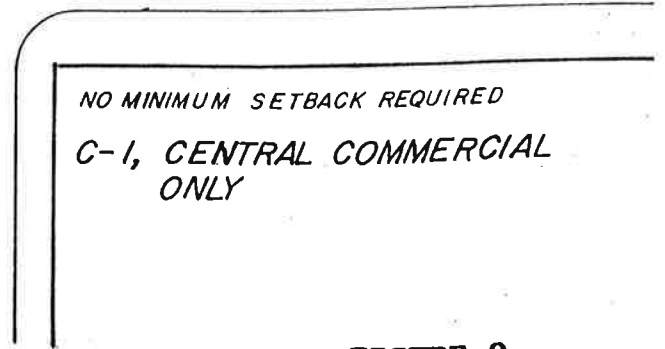 NO MINIMUM SETBACK REQUIRED
C-1, CENTRAL COMMERCIAL
ONLY